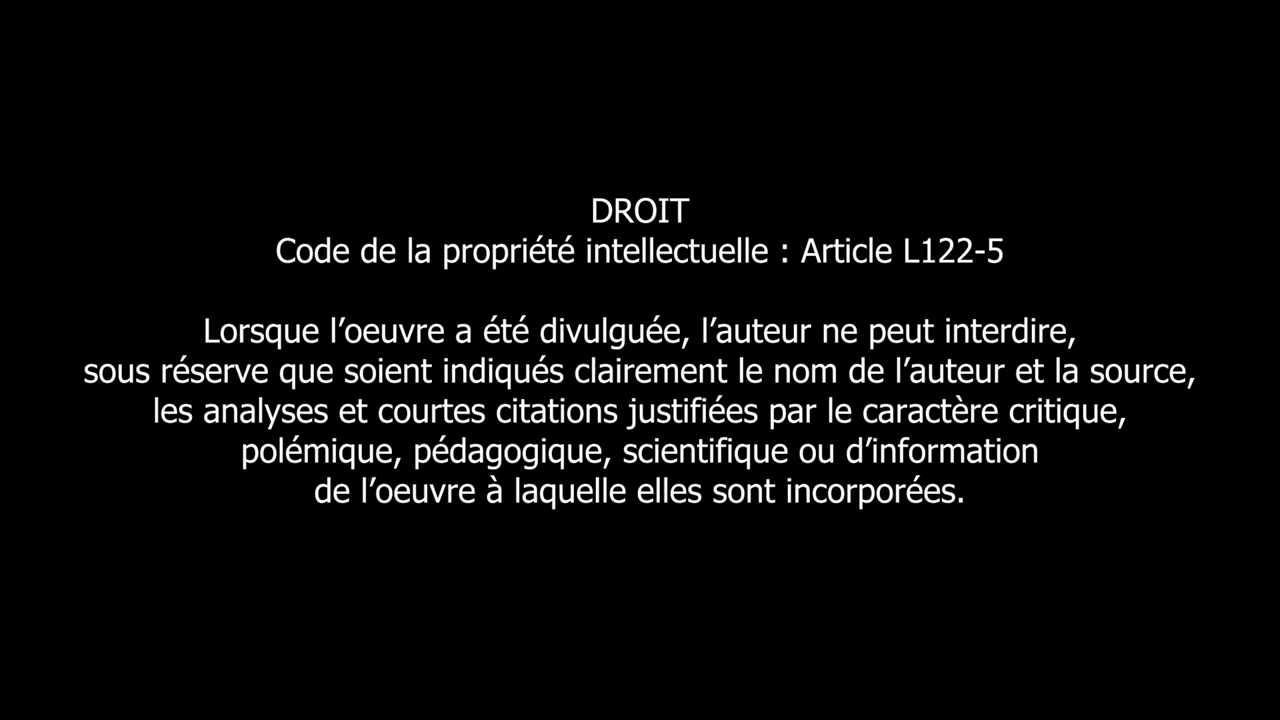 DROIT
Code de la propriété intellectuelle : Article L122-5
Lorsque l’oeuvre a été divulguée, l’auteur ne peut interdire,
sous réserve que soient indiqués clairement le nom de l’auteur et la source,
les analyses et courtes citations justifiées par le caractère critique,
polémique, pédagogique, scientifique ou d’information
de l’oeuvre à laquelle elles sont incorporées.